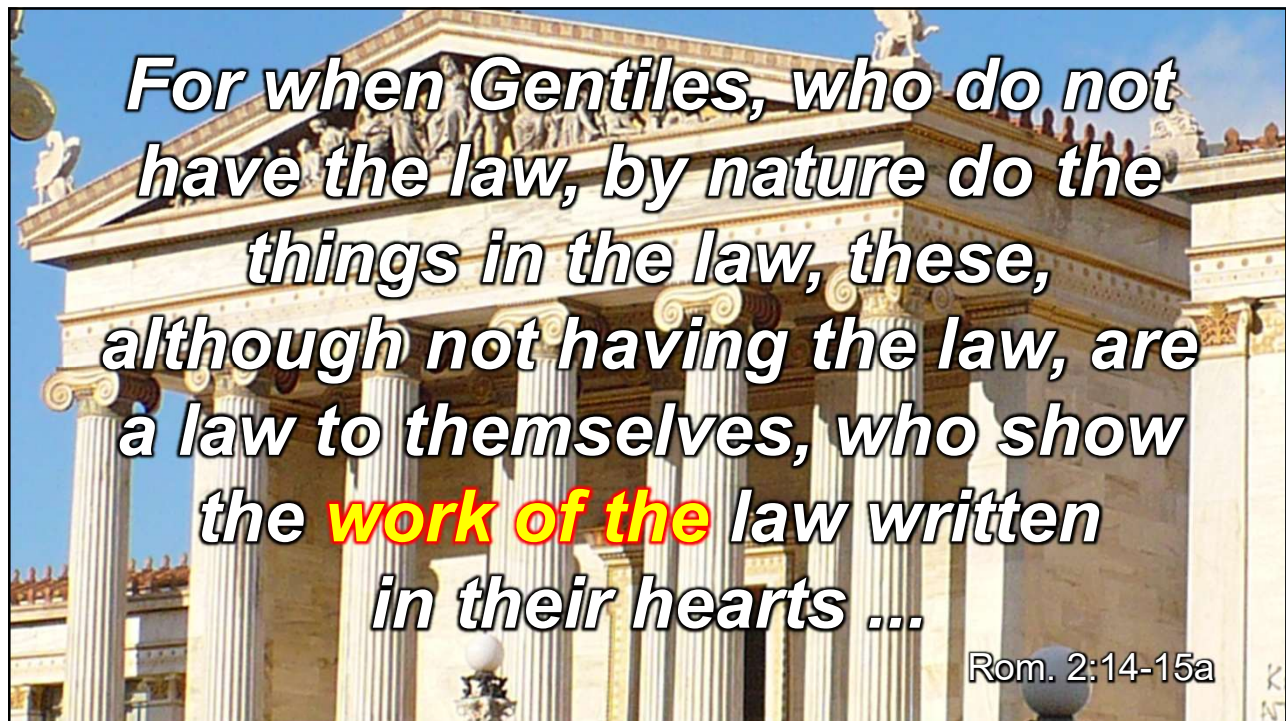 For when Gentiles, who do not
have the law, by nature do the
things in the law, these,
although not having the law, are
a law to themselves, who show
the work of the law written
in their hearts ...
Rom. 2:14-15a